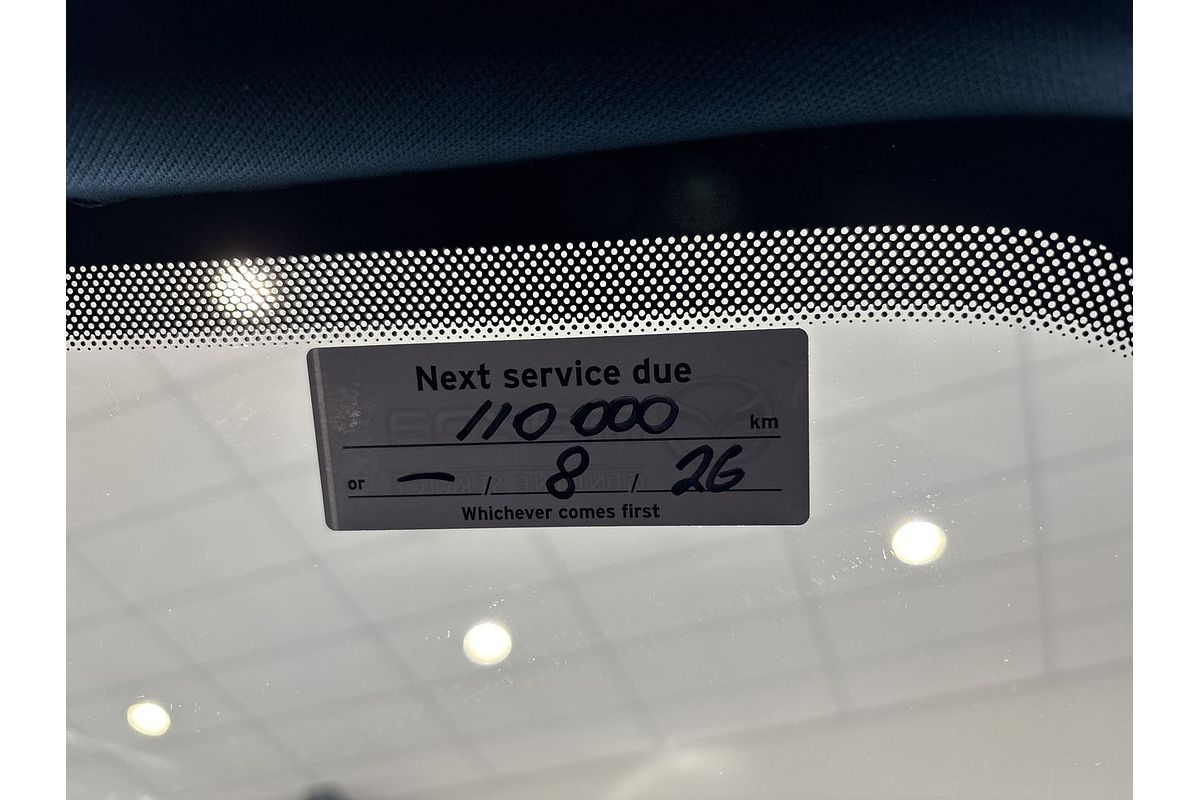 Next service due
110 000 km
or — / 8 / 26
Whichever comes first